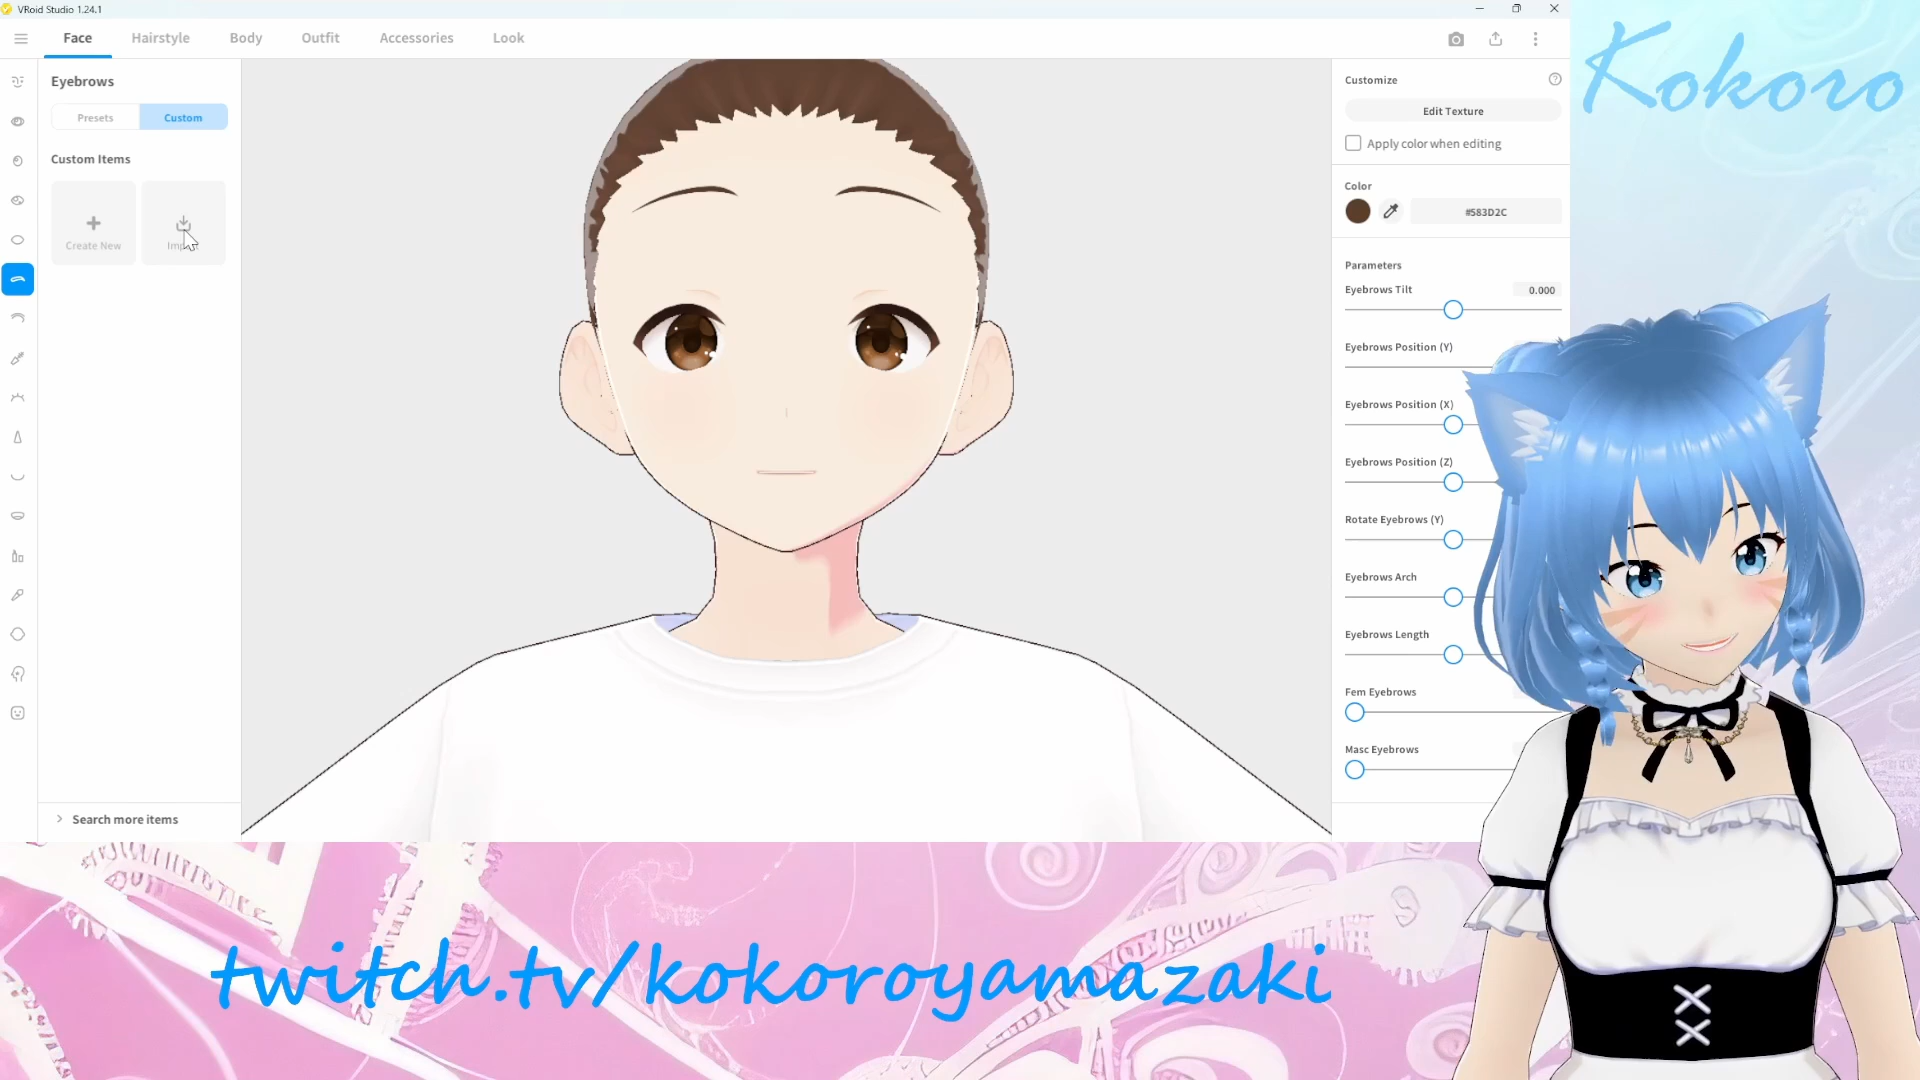 VRoid Studio 1.24.1
Face
Hairstyle
Body
Outfit
Accessories
Look
Eyebrows
Presets
Custom
Custom Items
Create New
Search more items
Customize
Edit Texture
Apply color when editing
Color
#583D2C
Parameters
Eyebrows Tilt
0.000
Eyebrows Position (Y)
Eyebrows Position (X)
Eyebrows Position (Z)
Rotate Eyebrows (Y)
Eyebrows Arch
Eyebrows Length
Fem Eyebrows
Masc Eyebrows
Kokoro
twitch.tv/kokoroyamazaki